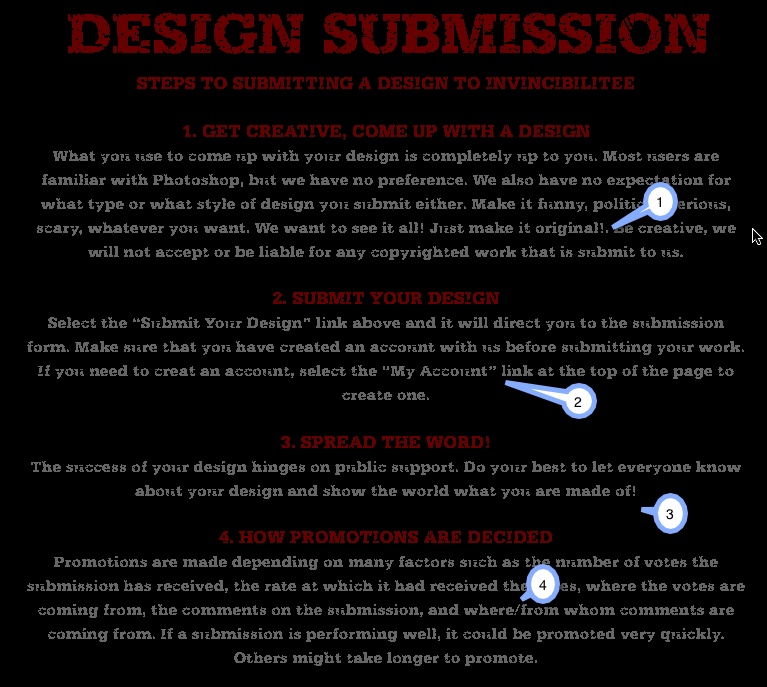 DESIGN SUBMISSION
STEPS TO SUBMITTING A DESIGN TO INVINCIBILITEE
1. GET CREATIVE, COME UP WITH A DESIGN
What you use to come up with your design is completely up to you. Most users are
familiar with Photoshop, but we have no preference. We also have no expectation for
what type or what style of design you submit either. Make it funny,
scary, whatever you want. We want to see it all! Just make it original!. Be creative, we
will not accept or be liable for any copyrighted work that is submit to us.
1
2. SUBMIT YOUR DESIGN
Select the “Submit Your Design” link above and it will direct you to the submission
form. Make sure that you have created an account with us before submitting your work.
If you need to creat an account, select the “My Account” link at the top of the page to
create one.
2
3. SPREAD THE WORD!
The success of your design hinges on public support. Do your best to let everyone know
about your design and show the world what you are made of!
3
4. HOW PROMOTIONS ARE DECIDED
Promotions are made depending on many factors such as the number of votes the
submission has received, the rate at which it had received the where the votes are
coming from, the comments on the submission, and where/from whom comments are
coming from. If a submission is performing well, it could be promoted very quickly.
Others might take longer to promote.
4